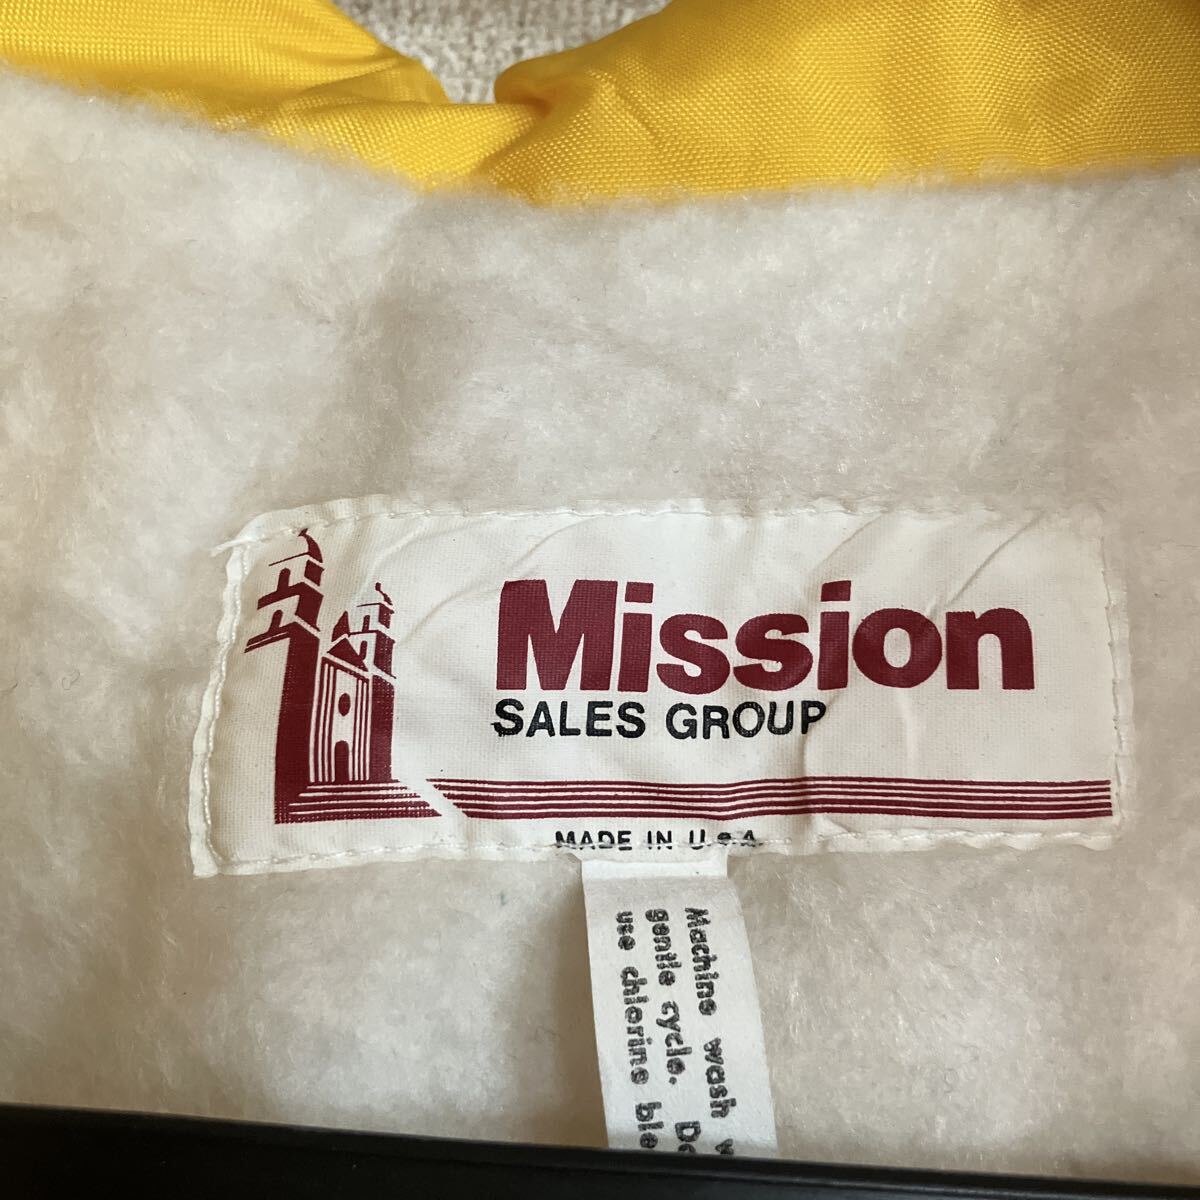 Mission
SALES GROUP
MADE IN U.S.A.
Machine wash
gentle cycle.
use chlorine